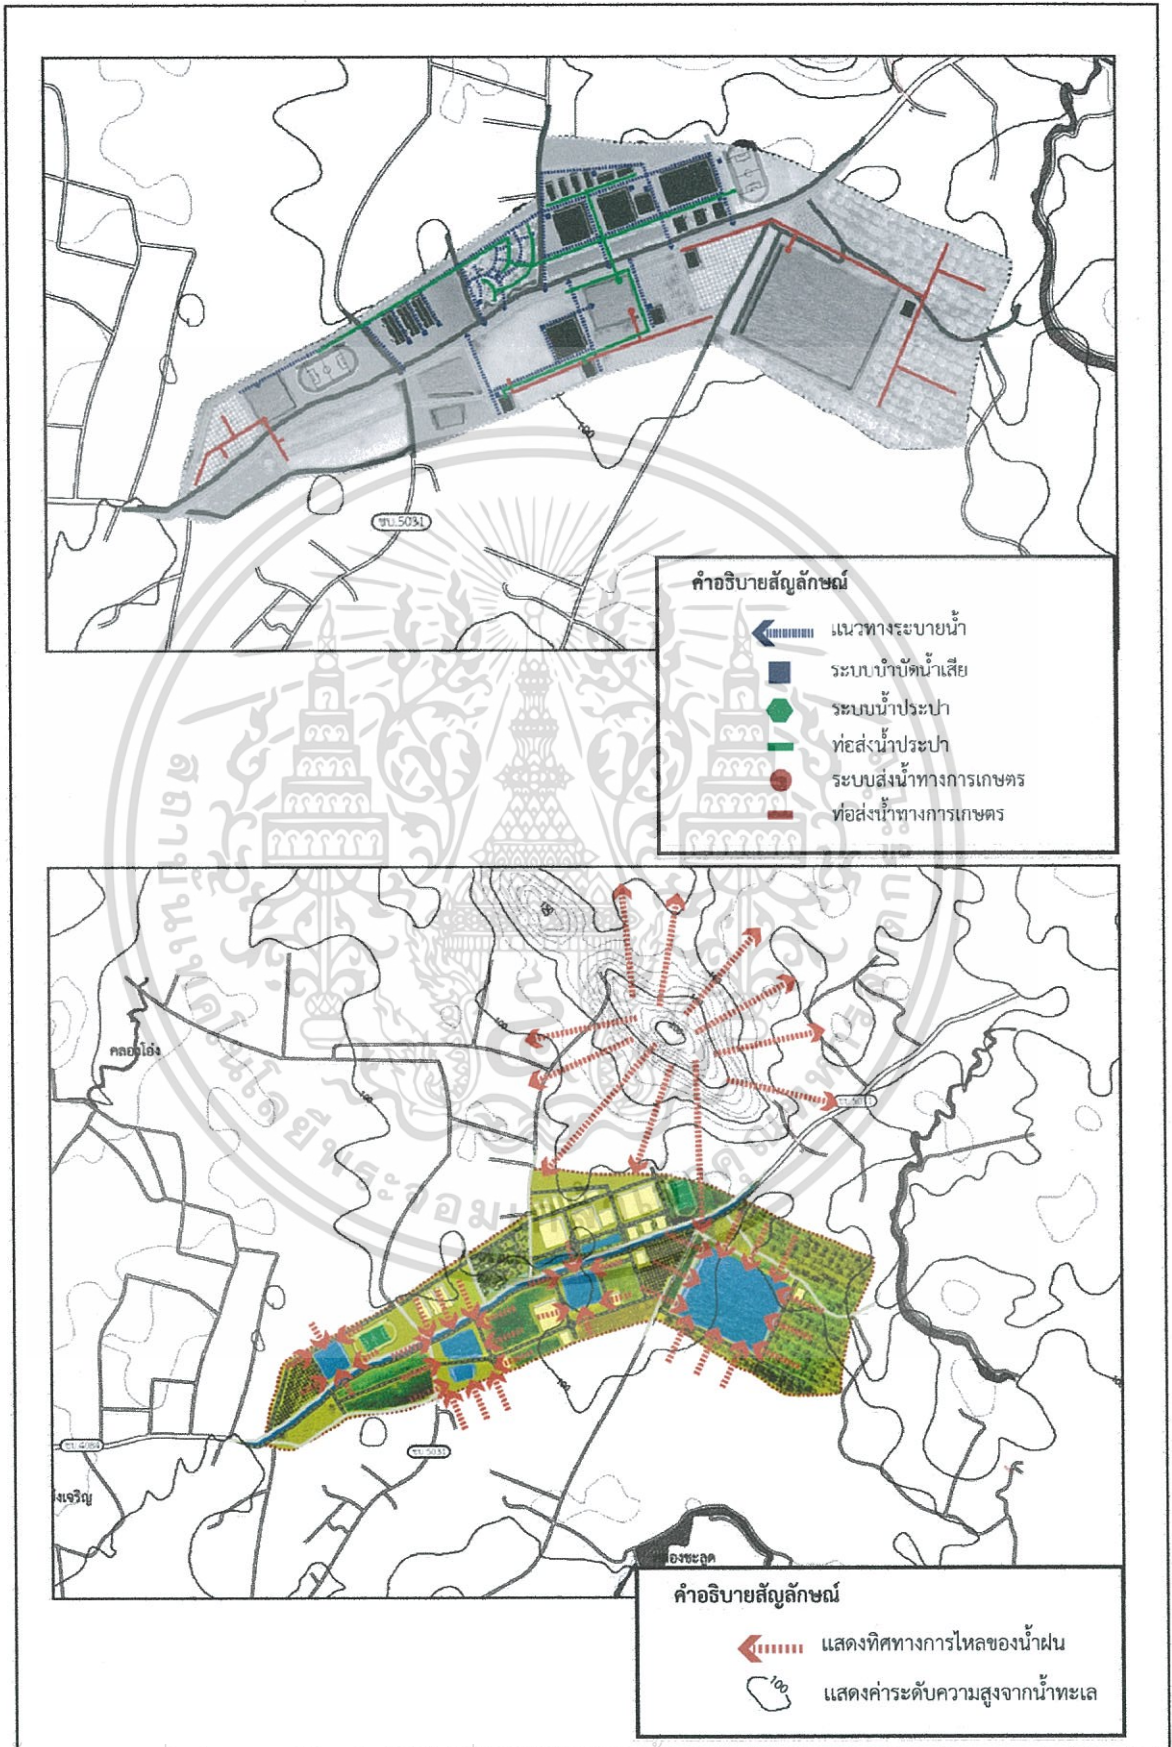 100
ชบ.5031
คำอธิบายสัญลักษณ์
แนวทางระบายน้ำ
ระบบบำบัดน้ำเสีย
ระบบน้ำประปา
ท่อส่งน้ำประปา
ระบบส่งน้ำทางการเกษตร
ท่อส่งน้ำทางการเกษตร
100
100
100
ชบ.4084
ชบ.5031
คำอธิบายสัญลักษณ์
แสดงทิศทางการไหลของน้ำฝน
100
แสดงค่าระดับความสูงจากน้ำทะเล